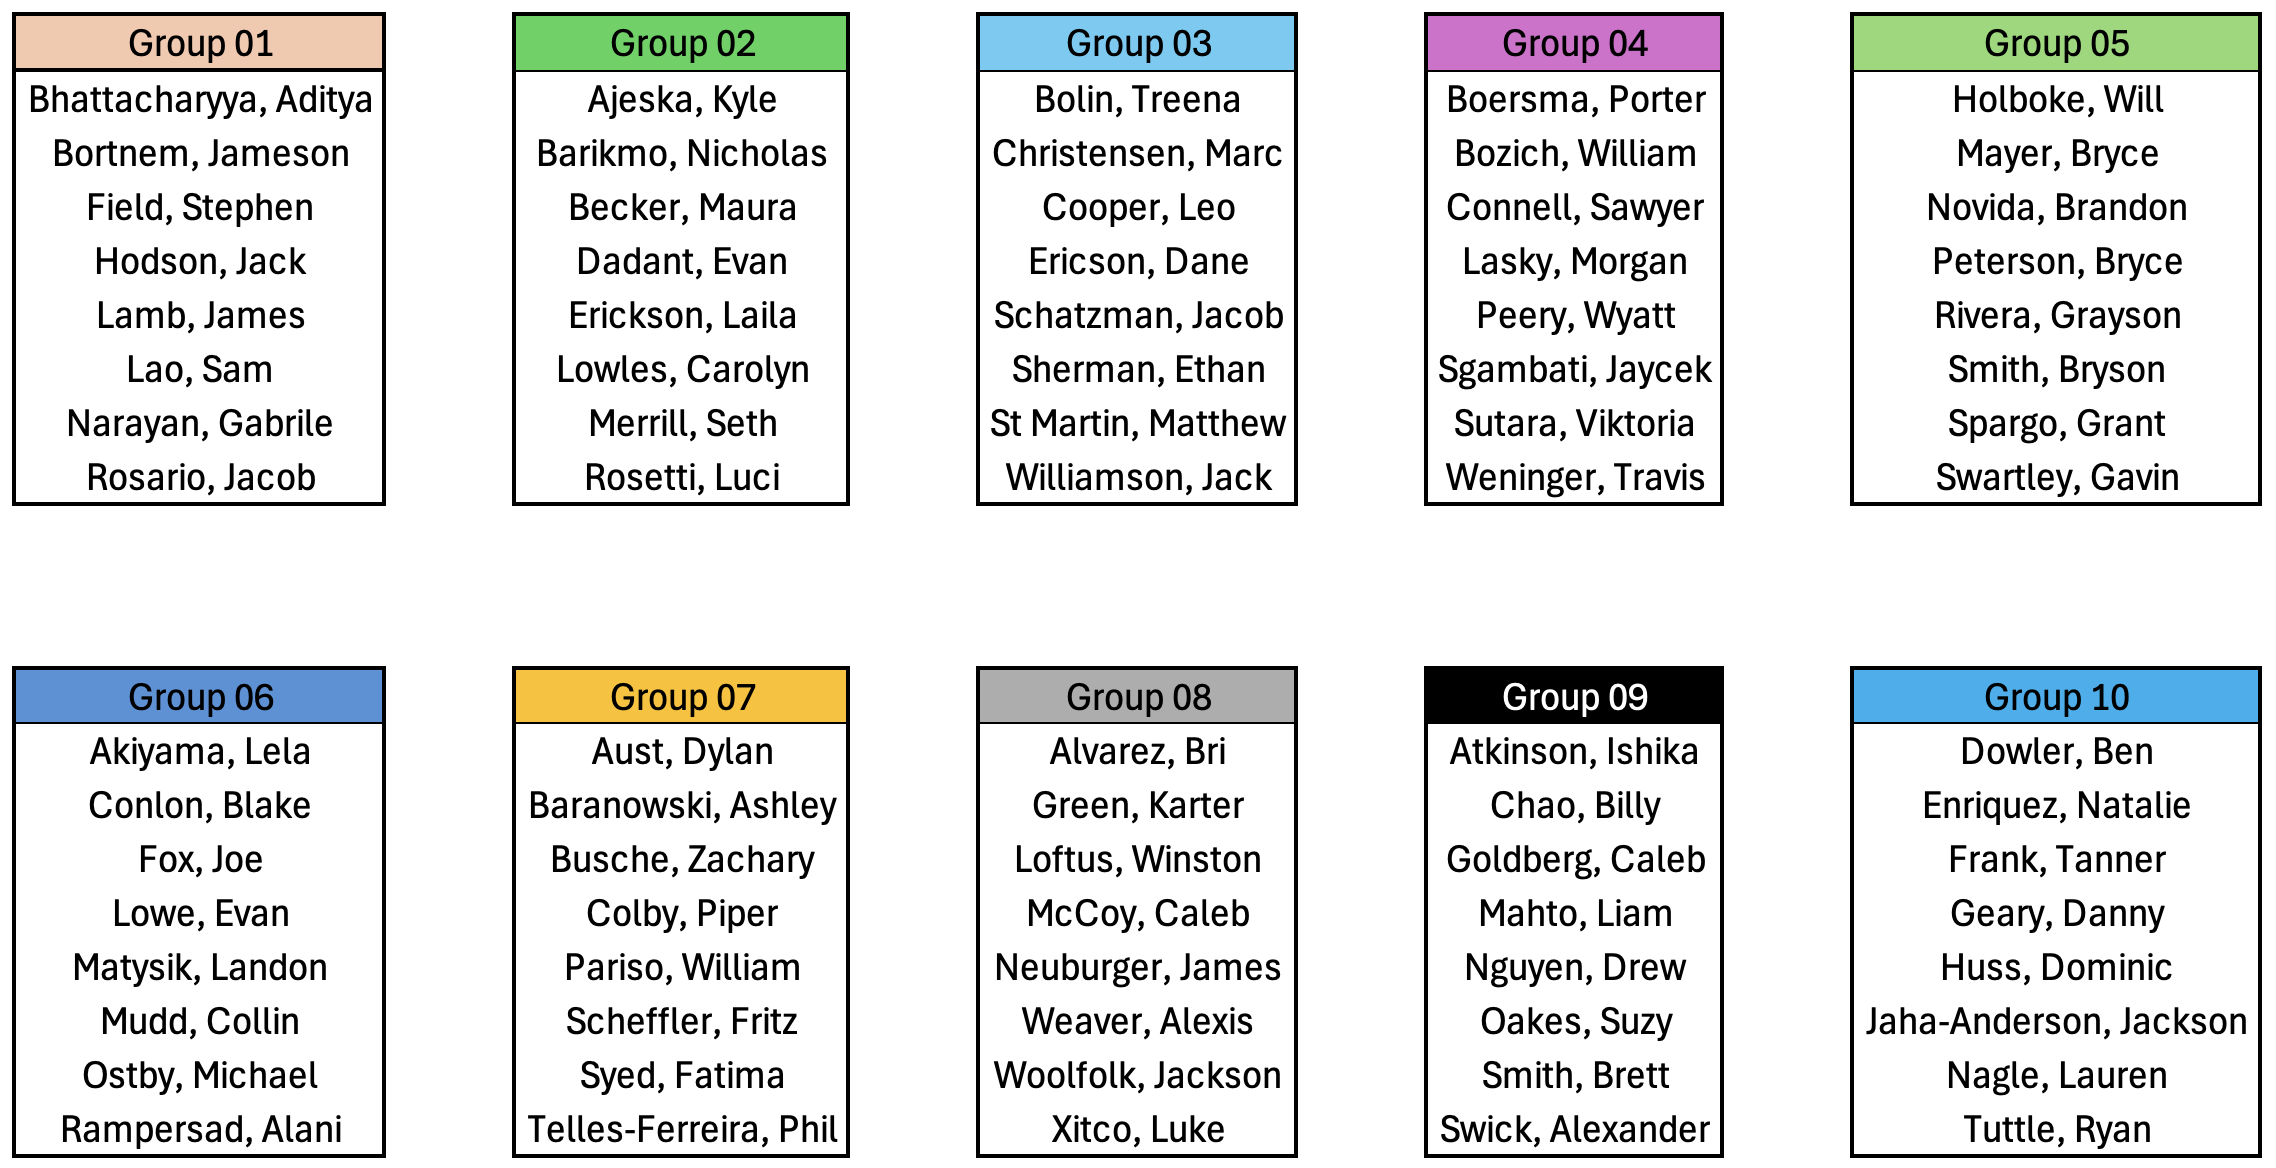 Group 01
Bhattacharyya, Aditya
Bortnem, Jameson
Field, Stephen
Hodson, Jack
Lamb, James
Lao, Sam
Narayan, Gabrile
Rosario, Jacob
Group 02
Ajeska, Kyle
Barikmo, Nicholas
Becker, Maura
Dadant, Evan
Erickson, Laila
Lowles, Carolyn
Merrill, Seth
Rosetti, Luci
Group 03
Bolin, Treena
Christensen, Marc
Cooper, Leo
Ericson, Dane
Schatzman, Jacob
Sherman, Ethan
St Martin, Matthew
Williamson, Jack
Group 04
Boersma, Porter
Bozich, William
Connell, Sawyer
Lasky, Morgan
Peery, Wyatt
Sgambati, Jaycek
Sutara, Viktoria
Weninger, Travis
Group 05
Holboke, Will
Mayer, Bryce
Novida, Brandon
Peterson, Bryce
Rivera, Grayson
Smith, Bryson
Spargo, Grant
Swartley, Gavin
Group 06
Akiyama, Lela
Conlon, Blake
Fox, Joe
Lowe, Evan
Matysik, Landon
Mudd, Collin
Ostby, Michael
Rampersad, Alani
Group 07
Aust, Dylan
Baranowski, Ashley
Busche, Zachary
Colby, Piper
Pariso, William
Scheffler, Fritz
Syed, Fatima
Telles-Ferreira, Phil
Group 08
Alvarez, Bri
Green, Karter
Loftus, Winston
McCoy, Caleb
Neuburger, James
Weaver, Alexis
Woolfolk, Jackson
Xitco, Luke
Group 09
Atkinson, Ishika
Chao, Billy
Goldberg, Caleb
Mahto, Liam
Nguyen, Drew
Oakes, Suzy
Smith, Brett
Swick, Alexander
Group 10
Dowler, Ben
Enriquez, Natalie
Frank, Tanner
Geary, Danny
Huss, Dominic
Jaha-Anderson, Jackson
Nagle, Lauren
Tuttle, Ryan